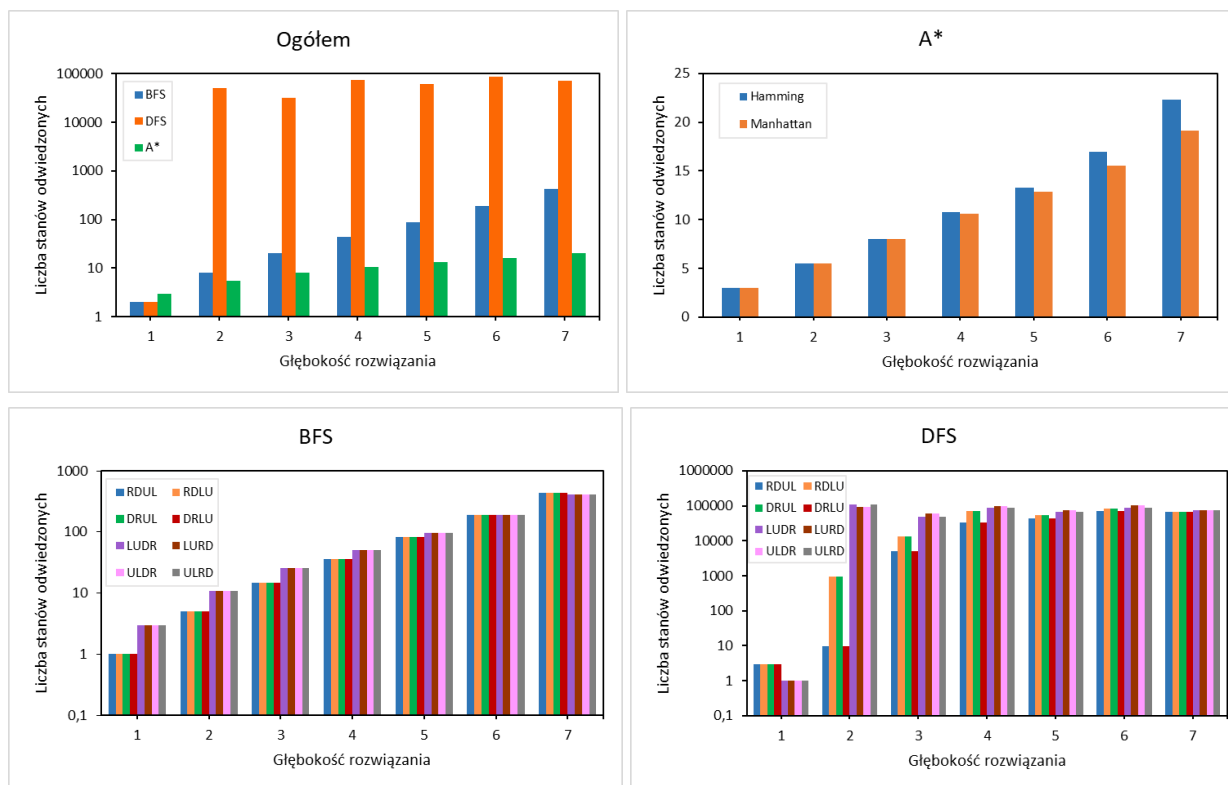 Ogółem
100000
10000
1000
100
10
1
BFS
DFS
A*
Liczba stanów odwiedzonych
1 2 3 4 5 6 7
Głębokość rozwiązania
A*
25
20
15
10
5
0
Hamming
Manhattan
Liczba stanów odwiedzonych
1 2 3 4 5 6 7
Głębokość rozwiązania
BFS
1000
100
10
1
0,1
RDUL RDLU
DRUL DRLU
LUDR LURD
ULDR ULRD
Liczba stanów odwiedzonych
1 2 3 4 5 6 7
Głębokość rozwiązania
DFS
1000000
100000
10000
1000
100
10
1
0,1
RDUL RDLU
DRUL DRLU
LUDR LURD
ULDR ULRD
Liczba stanów odwiedzonych
1 2 3 4 5 6 7
Głębokość rozwiązania